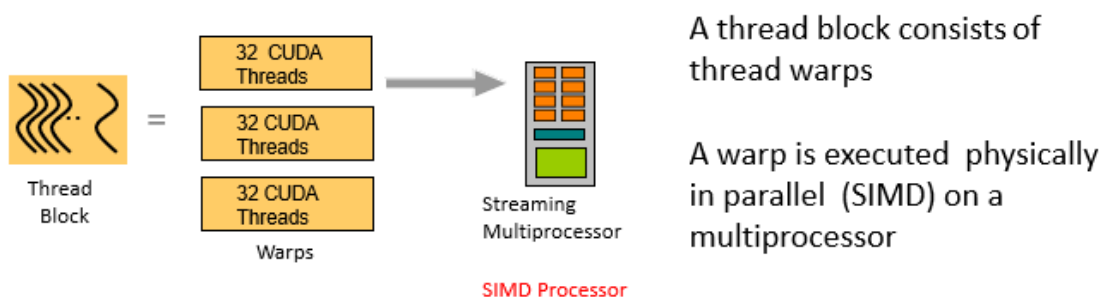 32 CUDA
Threads
32 CUDA
Threads
32 CUDA
Threads
=
Thread
Block
Warps
Streaming
Multiprocessor
SIMD Processor
A thread block consists of
thread warps
A warp is executed physically
in parallel (SIMD) on a
multiprocessor